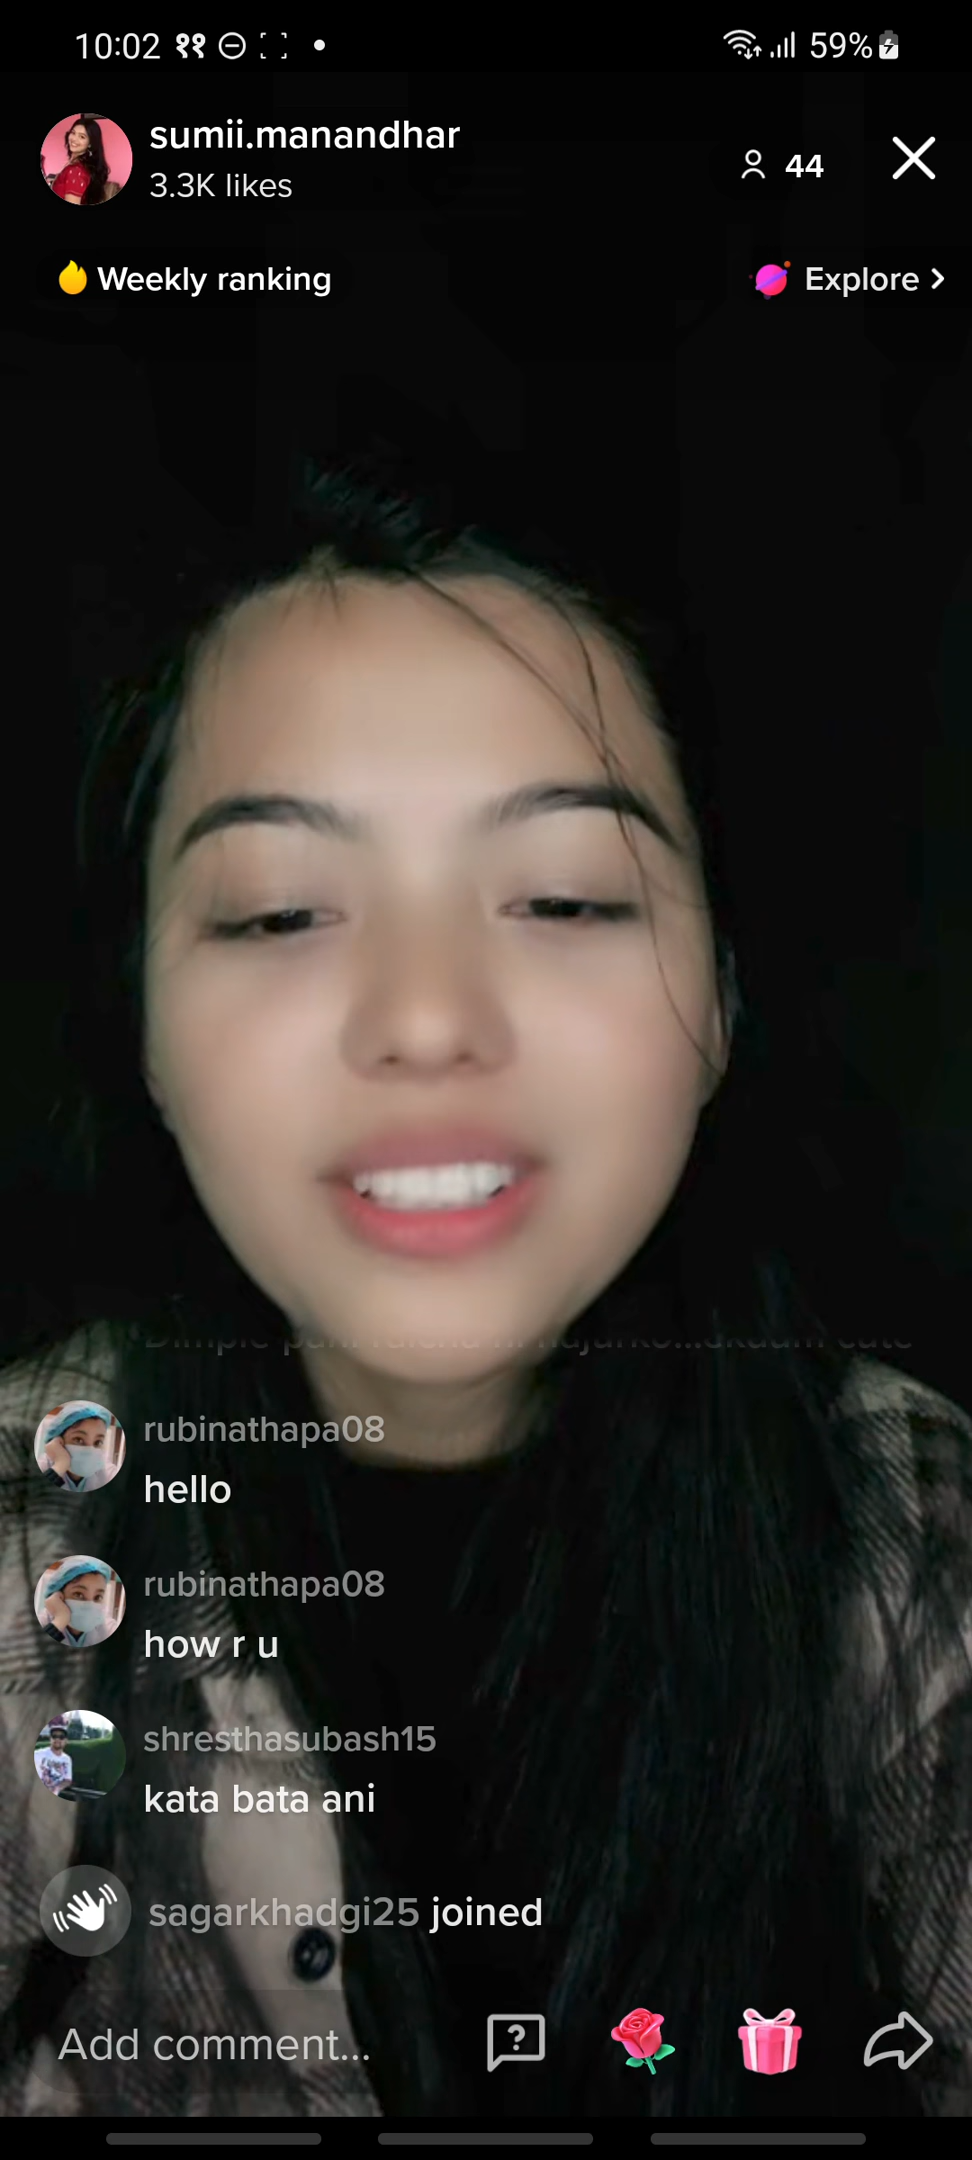 10:02
59%
sumii.manandhar
3.3K likes
44
Weekly ranking
Explore >
rubinathapa08
hello
rubinathapa08
how r u
shresthasubash15
kata bata ani
sagarkhadgi25 joined
Add comment...